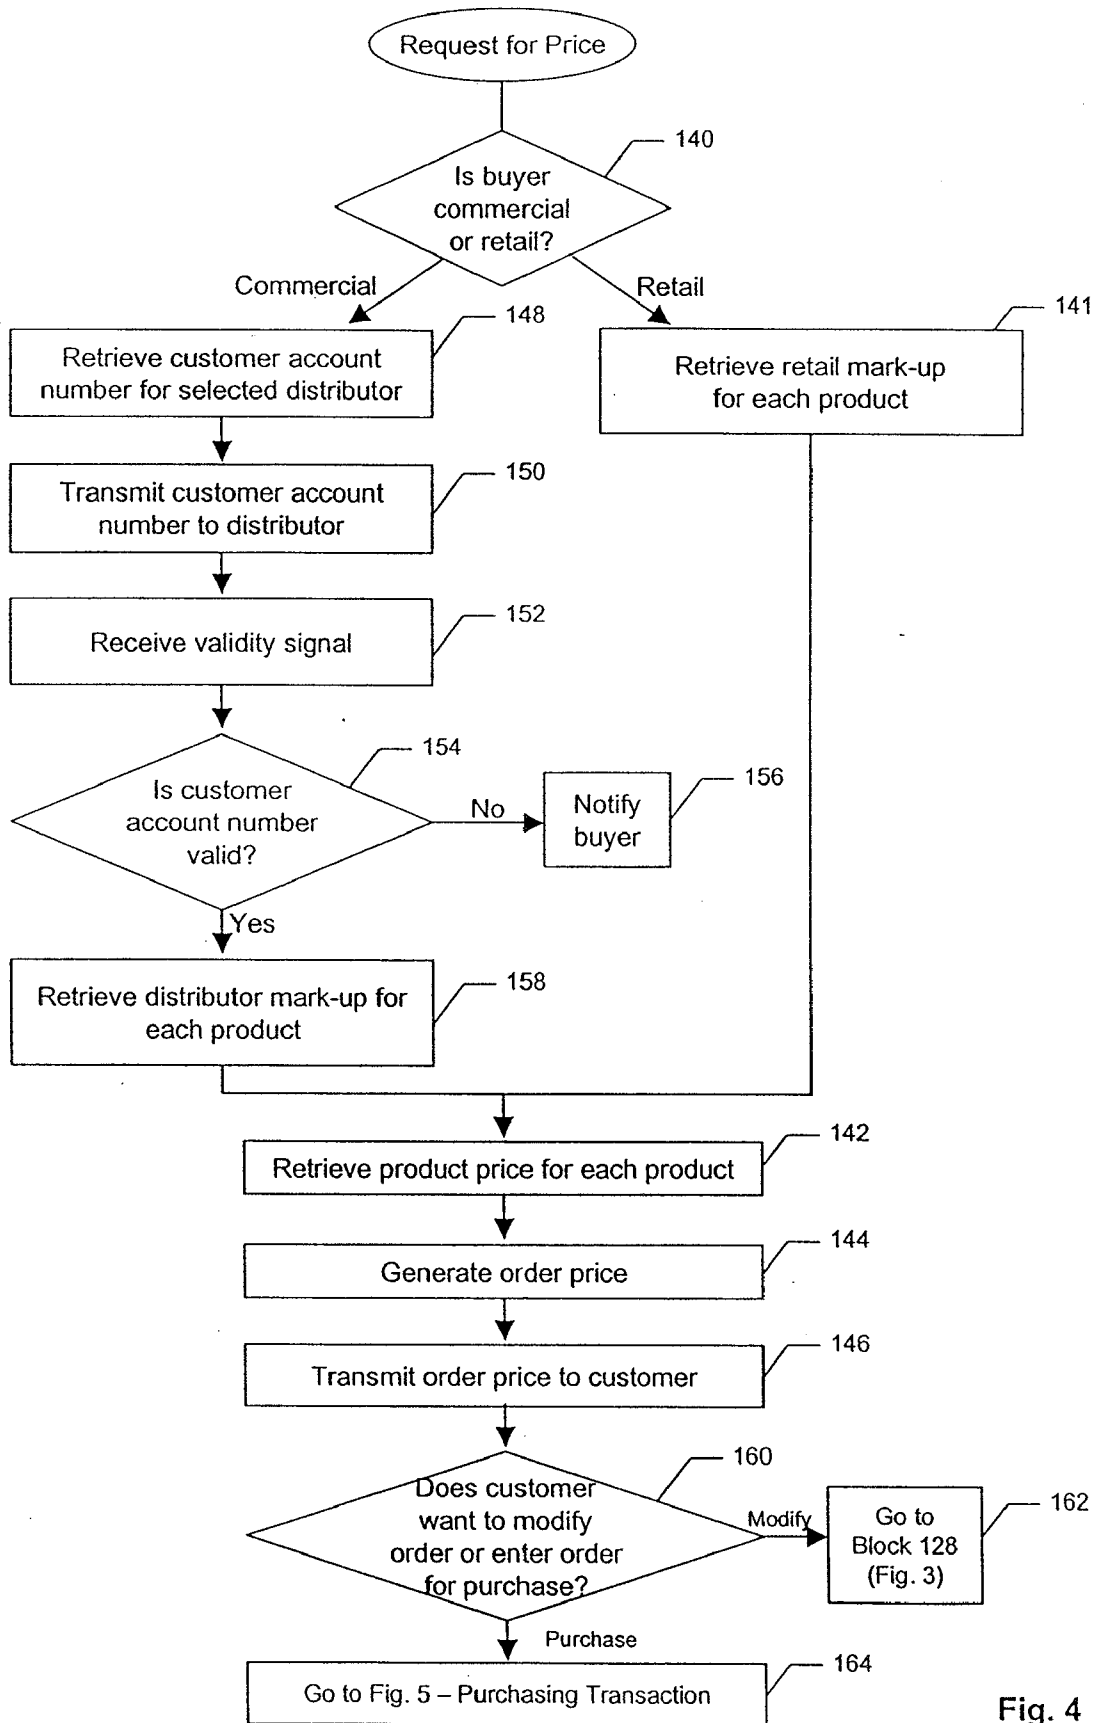 Request for Price
140
Is buyer
commercial
or retail?
Commercial
Retail
148
141
Retrieve customer account
number for selected distributor
Retrieve retail mark-up
for each product
150
Transmit customer account
number to distributor
152
Receive validity signal
154
Is customer
account number
valid?
No
156
Notify
buyer
Yes
158
Retrieve distributor mark-up for
each product
142
Retrieve product price for each product
144
Generate order price
146
Transmit order price to customer
160
Does customer
want to modify
order or enter order
for purchase?
Modify
162
Go to
Block 128
(Fig. 3)
Purchase
164
Go to Fig. 5 – Purchasing Transaction
Fig. 4